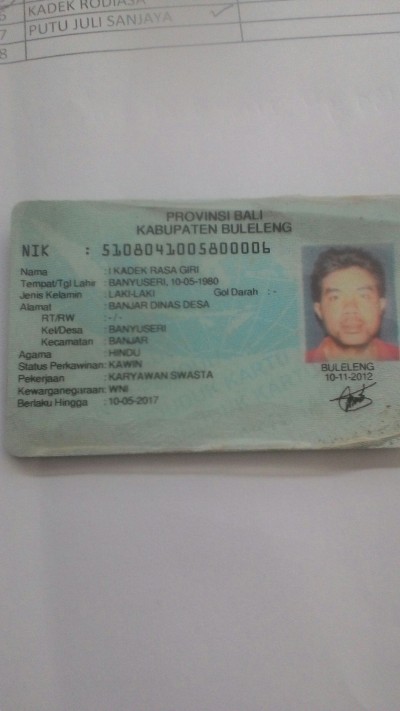 6 KADEK RODIASA
7 PUTU JULI SANJAYA
8
PROVINSI BALI
KABUPATEN BULELENG
NIK : 5108041005800006
Nama : I KADEK RASA GIRI
Tempat/Tgl Lahir : BANYUSERI, 10-05-1980
Jenis Kelamin : LAKI-LAKI Gol Darah : -
Alamat : BANJAR DINAS DESA
RT/RW : - / -
Kel/Desa : BANYUSERI
Kecamatan : BANJAR
Agama : HINDU
Status Perkawinan: KAWIN
Pekerjaan : KARYAWAN SWASTA
Kewarganegaraan: WNI
Berlaku Hingga : 10-05-2017
BULELENG
10-11-2012